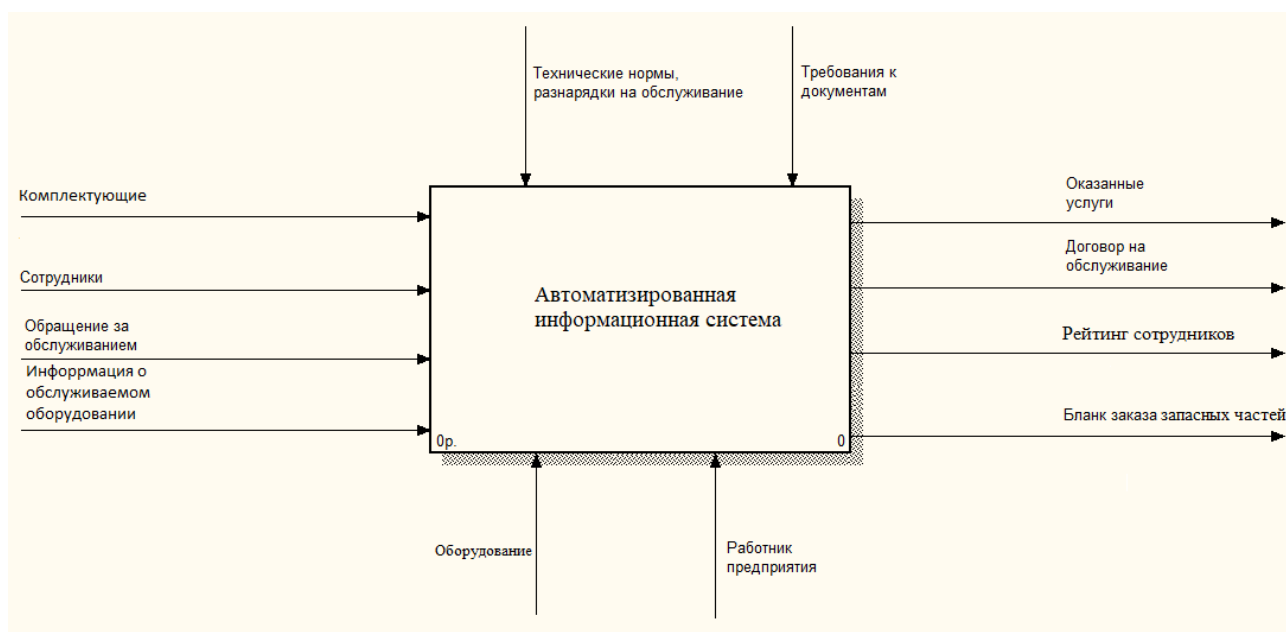 Технические нормы,
разнарядки на обслуживание
Требования к
документам
Комплектующие
Сотрудники
Обращение за
обслуживанием
Инфоррмация о
обслуживаемом
оборудовании
Автоматизированная
информационная система
0р.
0
Оказанные
услуги
Договор на
обслуживание
Рейтинг сотрудников
Бланк заказа запасных частей
Оборудование
Работник
предприятия